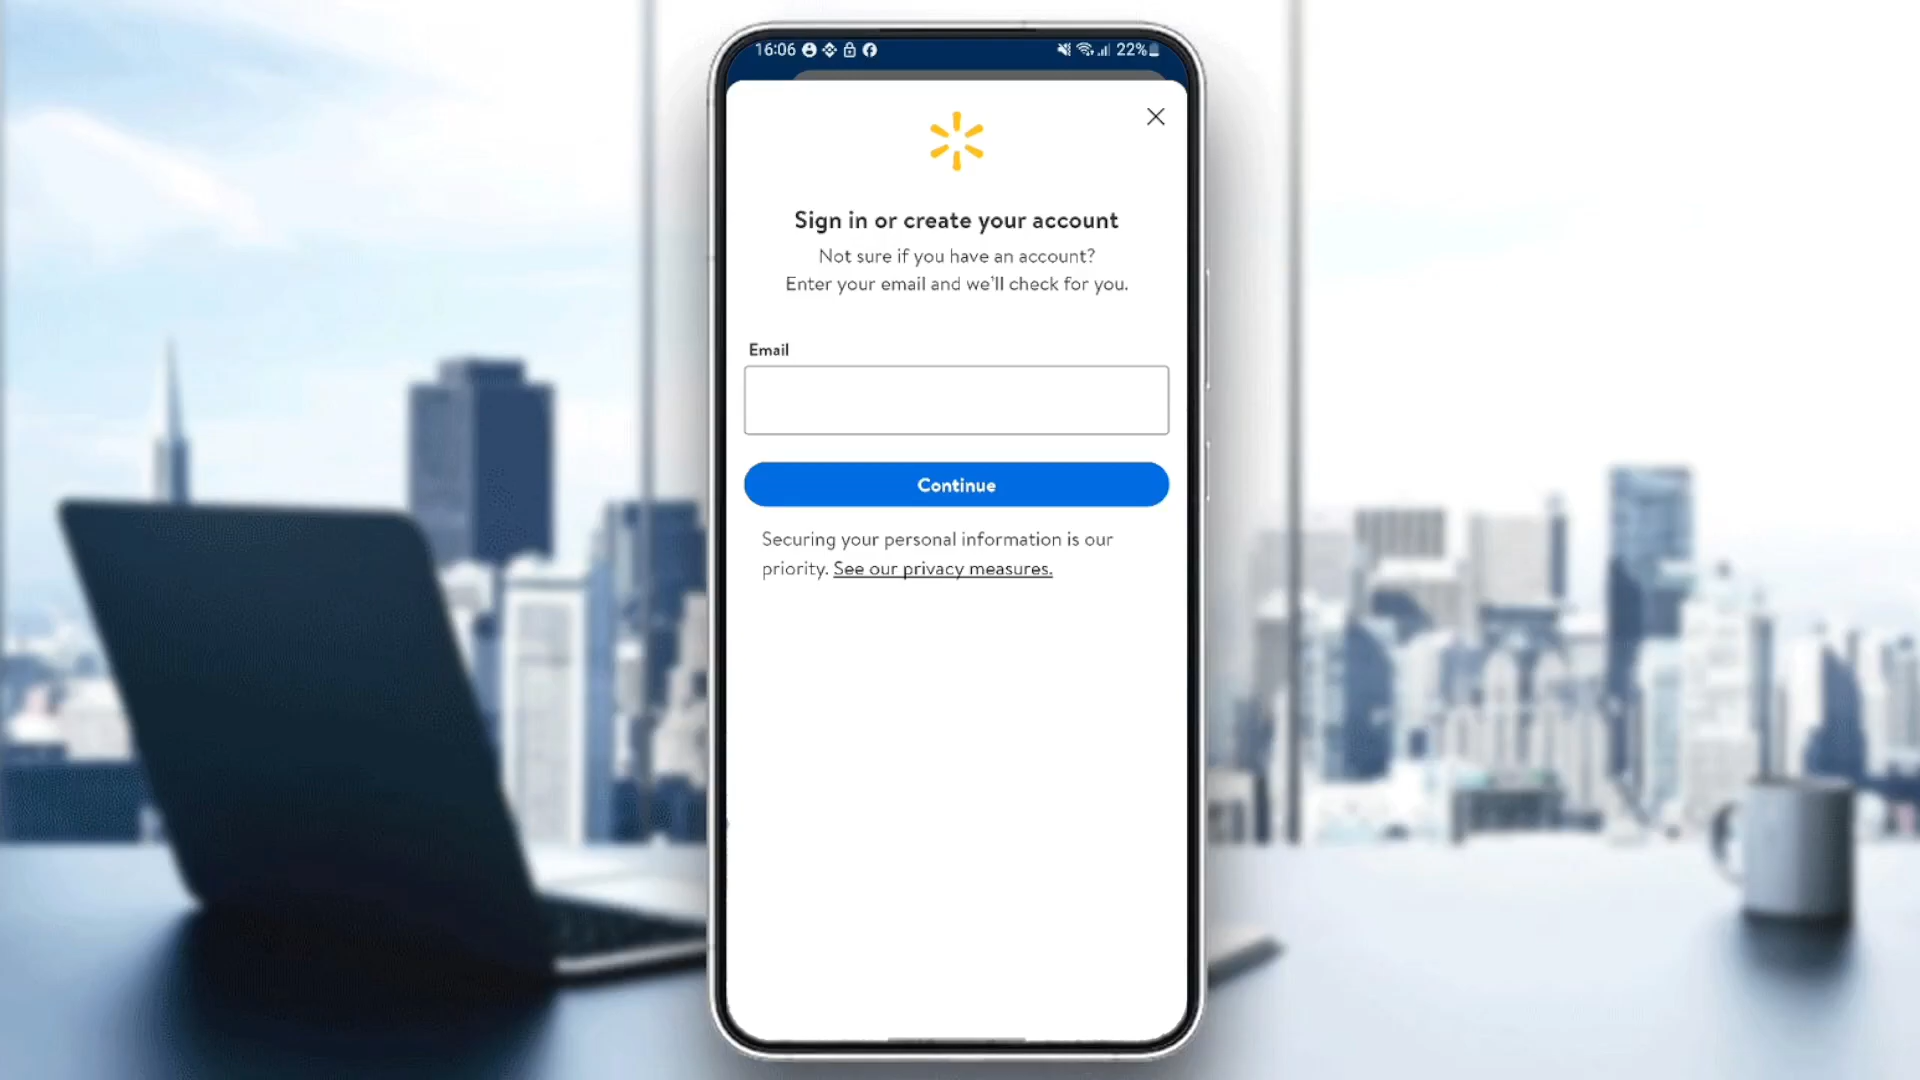 16:06
22%
Sign in or create your account
Not sure if you have an account?
Enter your email and we'll check for you.
Email
Continue
Securing your personal information is our
priority. See our privacy measures.